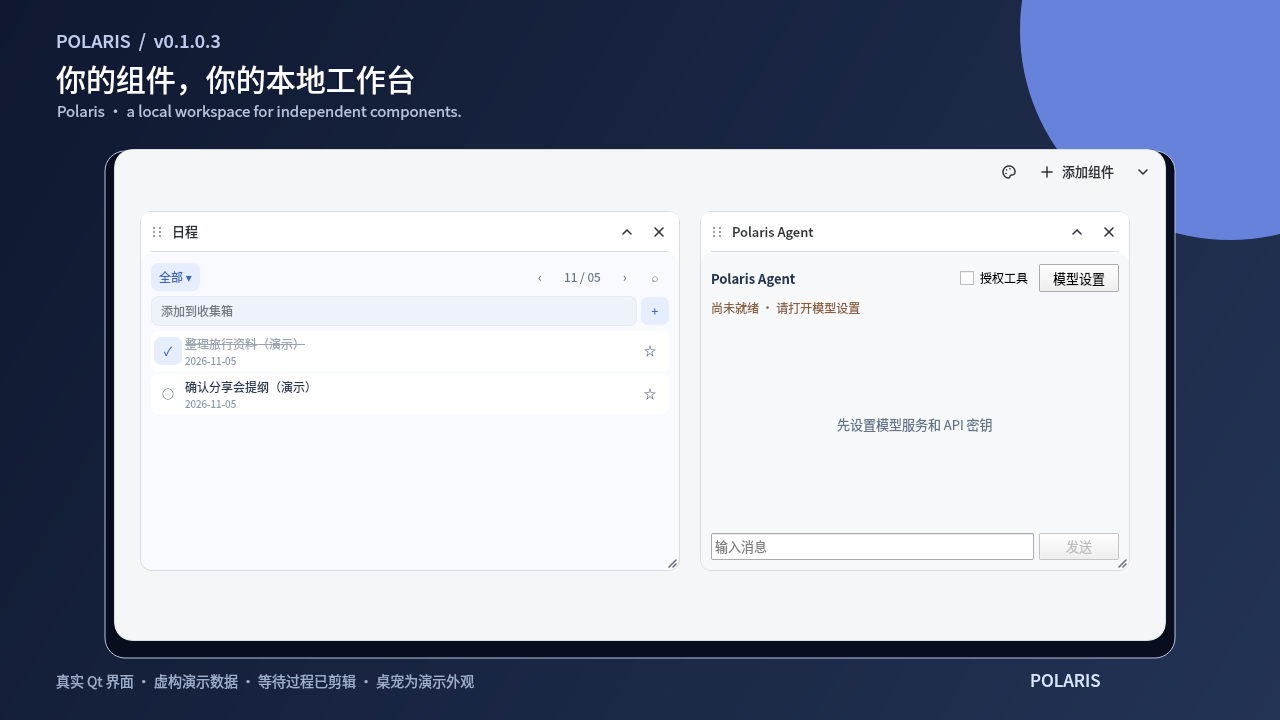 POLARIS / v0.1.0.3
你的组件，你的本地工作台
Polaris · a local workspace for independent components.
添加组件
日程
全部 ▾
‹ 11 / 05 ›
添加到收集箱
+
✓ 整理旅行资料（演示） ☆
2026-11-05
确认分享会提纲（演示） ☆
2026-11-05
Polaris Agent
Polaris Agent
授权工具
模型设置
尚未就绪 · 请打开模型设置
先设置模型服务和 API 密钥
输入消息
发送
真实 Qt 界面 · 虚构演示数据 · 等待过程已剪辑 · 桌宠为演示外观
POLARIS